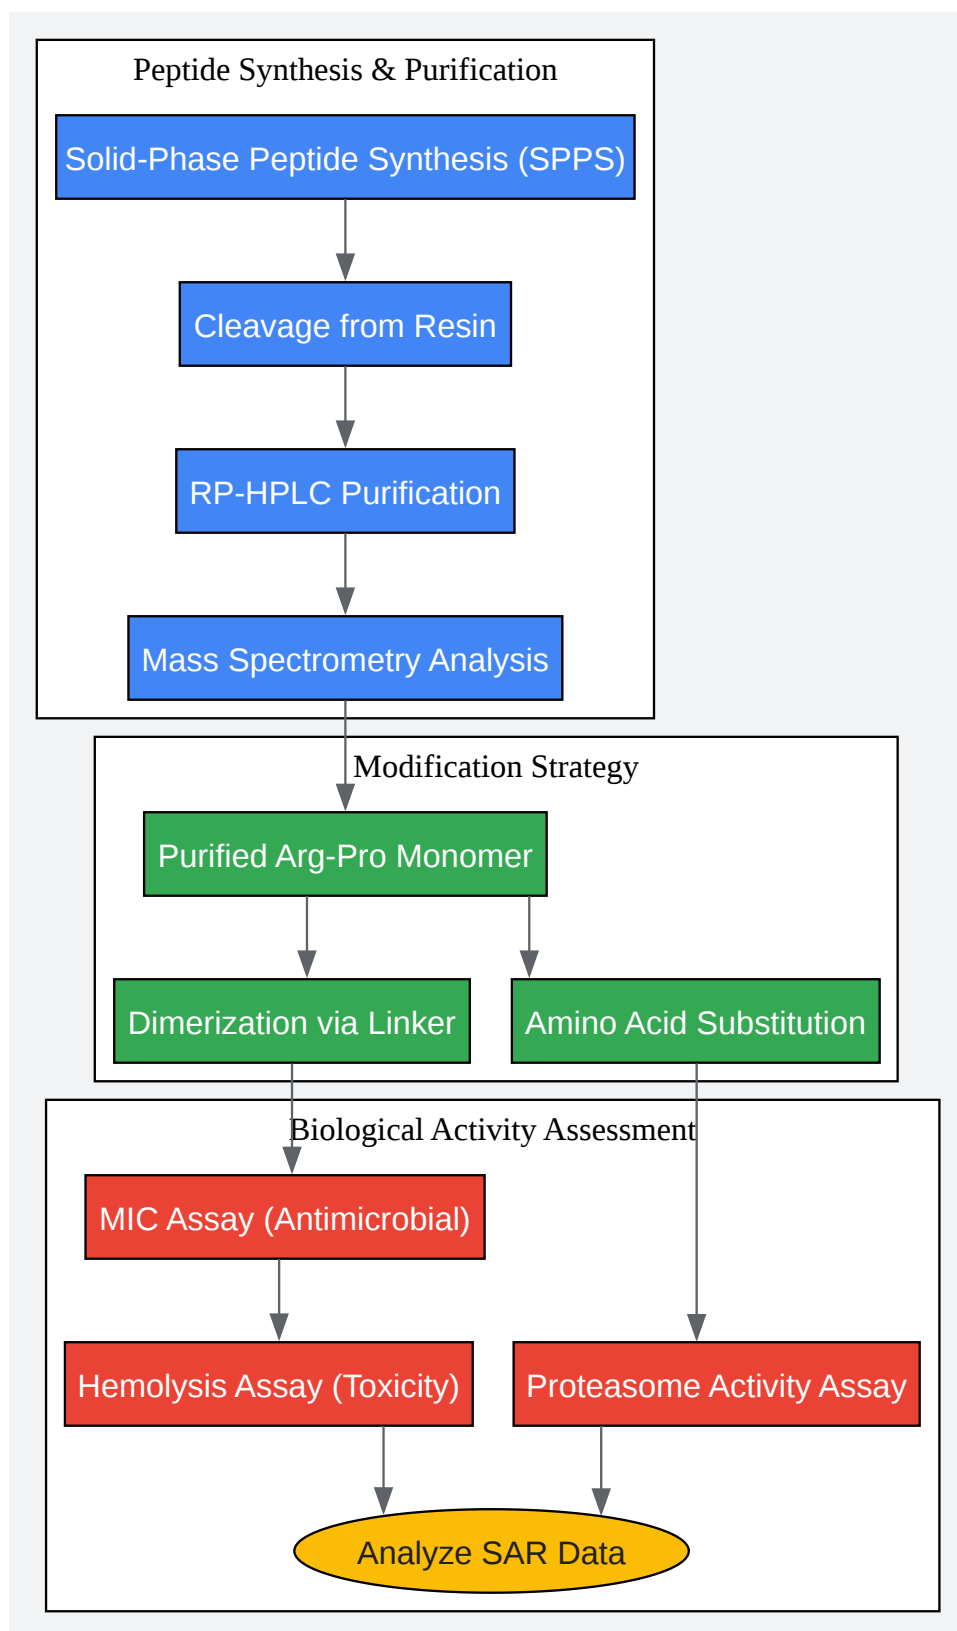 Peptide Synthesis & Purification
Solid-Phase Peptide Synthesis (SPPS)
Cleavage from Resin
RP-HPLC Purification
Mass Spectrometry Analysis
Modification Strategy
Purified Arg-Pro Monomer
Dimerization via Linker
Amino Acid Substitution
Biological Activity Assessment
MIC Assay (Antimicrobial)
Hemolysis Assay (Toxicity)
Proteasome Activity Assay
Analyze SAR Data